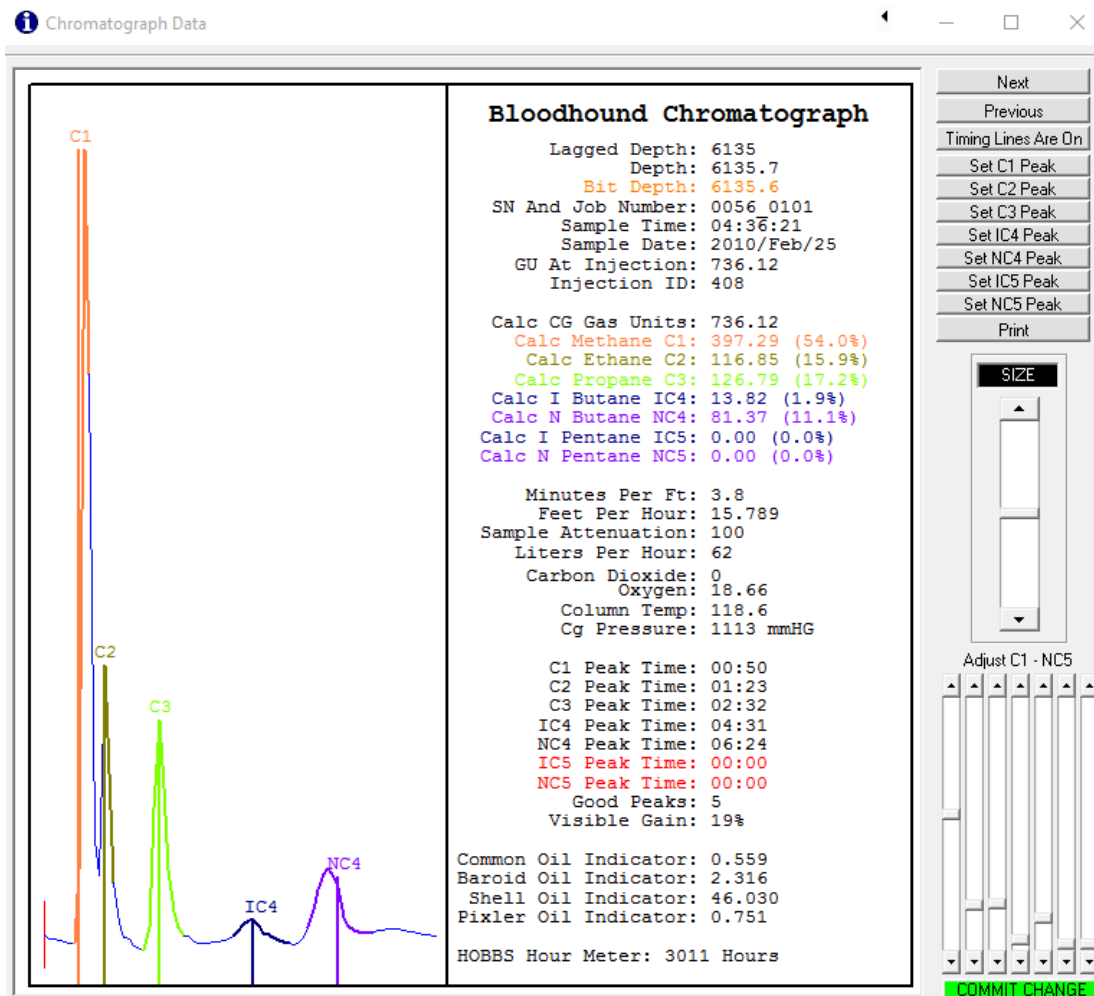 Chromatograph Data
C1
C2
C3
IC4
NC4
Bloodhound Chromatograph
Lagged Depth: 6135
Depth: 6135.7
Bit Depth: 6135.6
SN And Job Number: 0056_0101
Sample Time: 04:36:21
Sample Date: 2010/Feb/25
GU At Injection: 736.12
Injection ID: 408
Calc CG Gas Units: 736.12
Calc Methane C1: 397.29 (54.0%)
Calc Ethane C2: 116.85 (15.9%)
Calc Propane C3: 126.79 (17.2%)
Calc I Butane IC4: 13.82 (1.9%)
Calc N Butane NC4: 81.37 (11.1%)
Calc I Pentane IC5: 0.00 (0.0%)
Calc N Pentane NC5: 0.00 (0.0%)
Minutes Per Ft: 3.8
Feet Per Hour: 15.789
Sample Attenuation: 100
Liters Per Hour: 62
Carbon Dioxide: 0
Oxygen: 18.66
Column Temp: 118.6
Cg Pressure: 1113 mmHG
C1 Peak Time: 00:50
C2 Peak Time: 01:23
C3 Peak Time: 02:32
IC4 Peak Time: 04:31
NC4 Peak Time: 06:24
IC5 Peak Time: 00:00
NC5 Peak Time: 00:00
Good Peaks: 5
Visible Gain: 19%
Common Oil Indicator: 0.559
Baroid Oil Indicator: 2.316
Shell Oil Indicator: 46.030
Pixler Oil Indicator: 0.751
HOBBS Hour Meter: 3011 Hours
Next
Previous
Timing Lines Are On
Set C1 Peak
Set C2 Peak
Set C3 Peak
Set IC4 Peak
Set NC4 Peak
Set IC5 Peak
Set NC5 Peak
Print
SIZE
Adjust C1 - NC5
COMMIT CHANGE